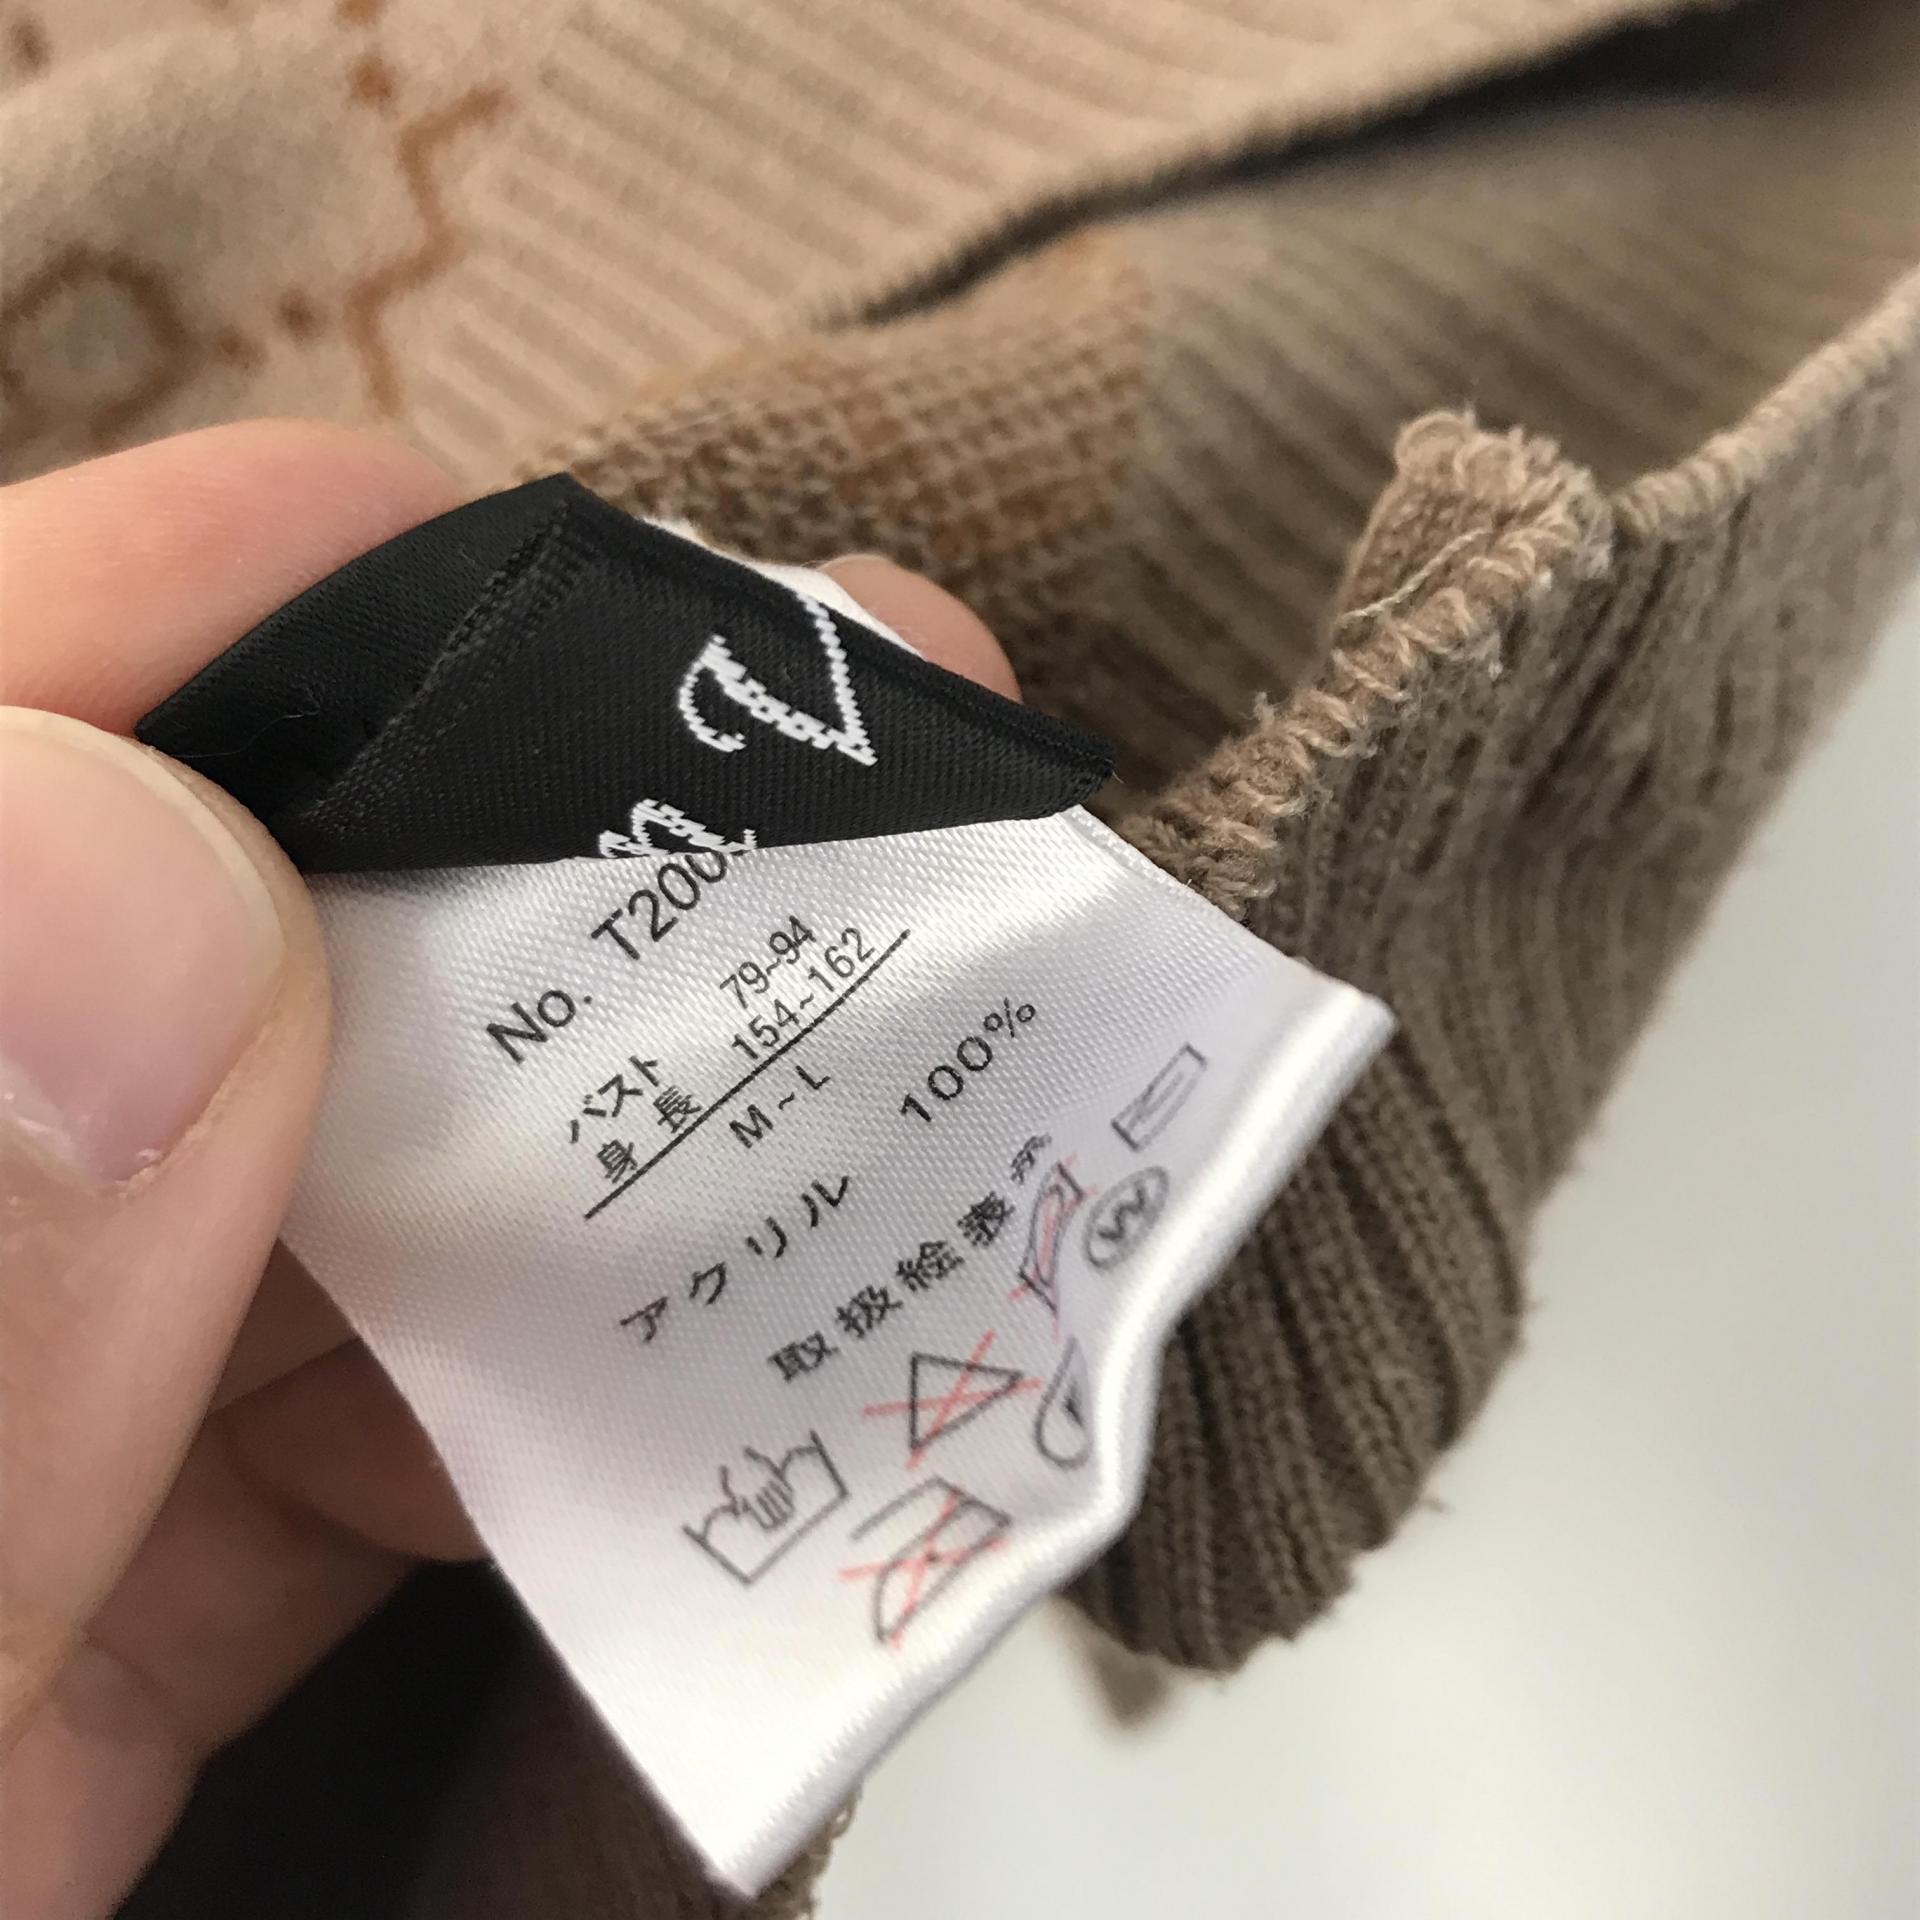 No. T200
バスト 79~94
身長 154~162
M~L
アクリル 100%
取扱絵表示
W